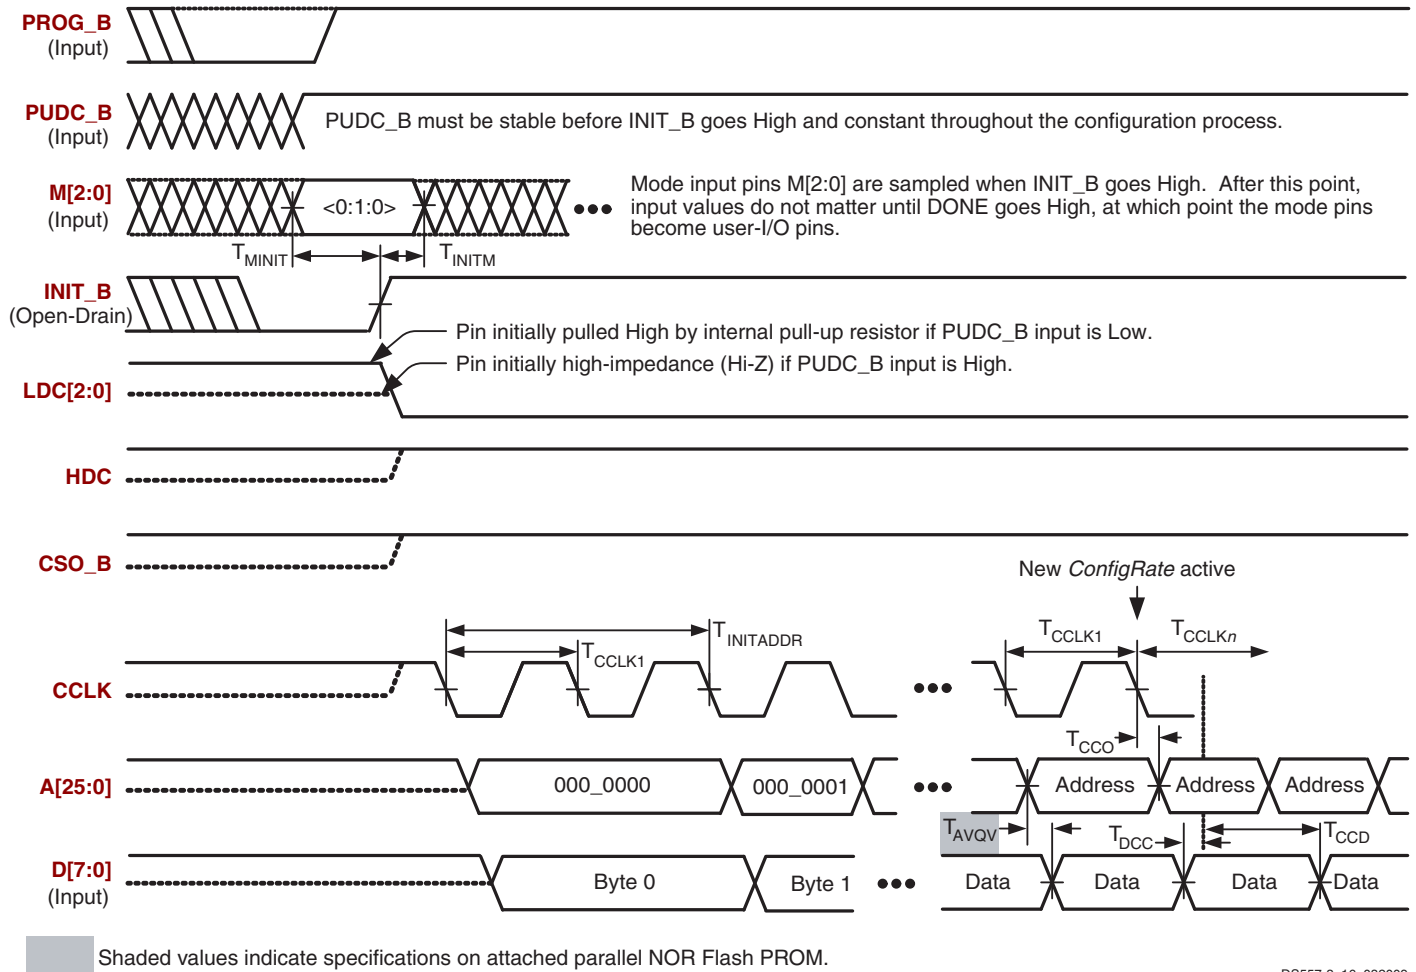 PROG_B
(Input)
PUDC_B
(Input)
PUDC_B must be stable before INIT_B goes High and constant throughout the configuration process.
M[2:0]
(Input)
<0:1:0>
Mode input pins M[2:0] are sampled when INIT_B goes High. After this point,
input values do not matter until DONE goes High, at which point the mode pins
become user-I/O pins.
TMINIT
TINITM
INIT_B
(Open-Drain)
Pin initially pulled High by internal pull-up resistor if PUDC_B input is Low.
Pin initially high-impedance (Hi-Z) if PUDC_B input is High.
LDC[2:0]
HDC
CSO_B
New ConfigRate active
TINITADDR
TCCLK1
TCCLK1
TCCLKn
CCLK
TCCO
A[25:0]
000_0000
000_0001
Address
Address
Address
TAVQV
TDCC
TCCD
D[7:0]
(Input)
Byte 0
Byte 1
Data
Data
Data
Data
Shaded values indicate specifications on attached parallel NOR Flash PROM.